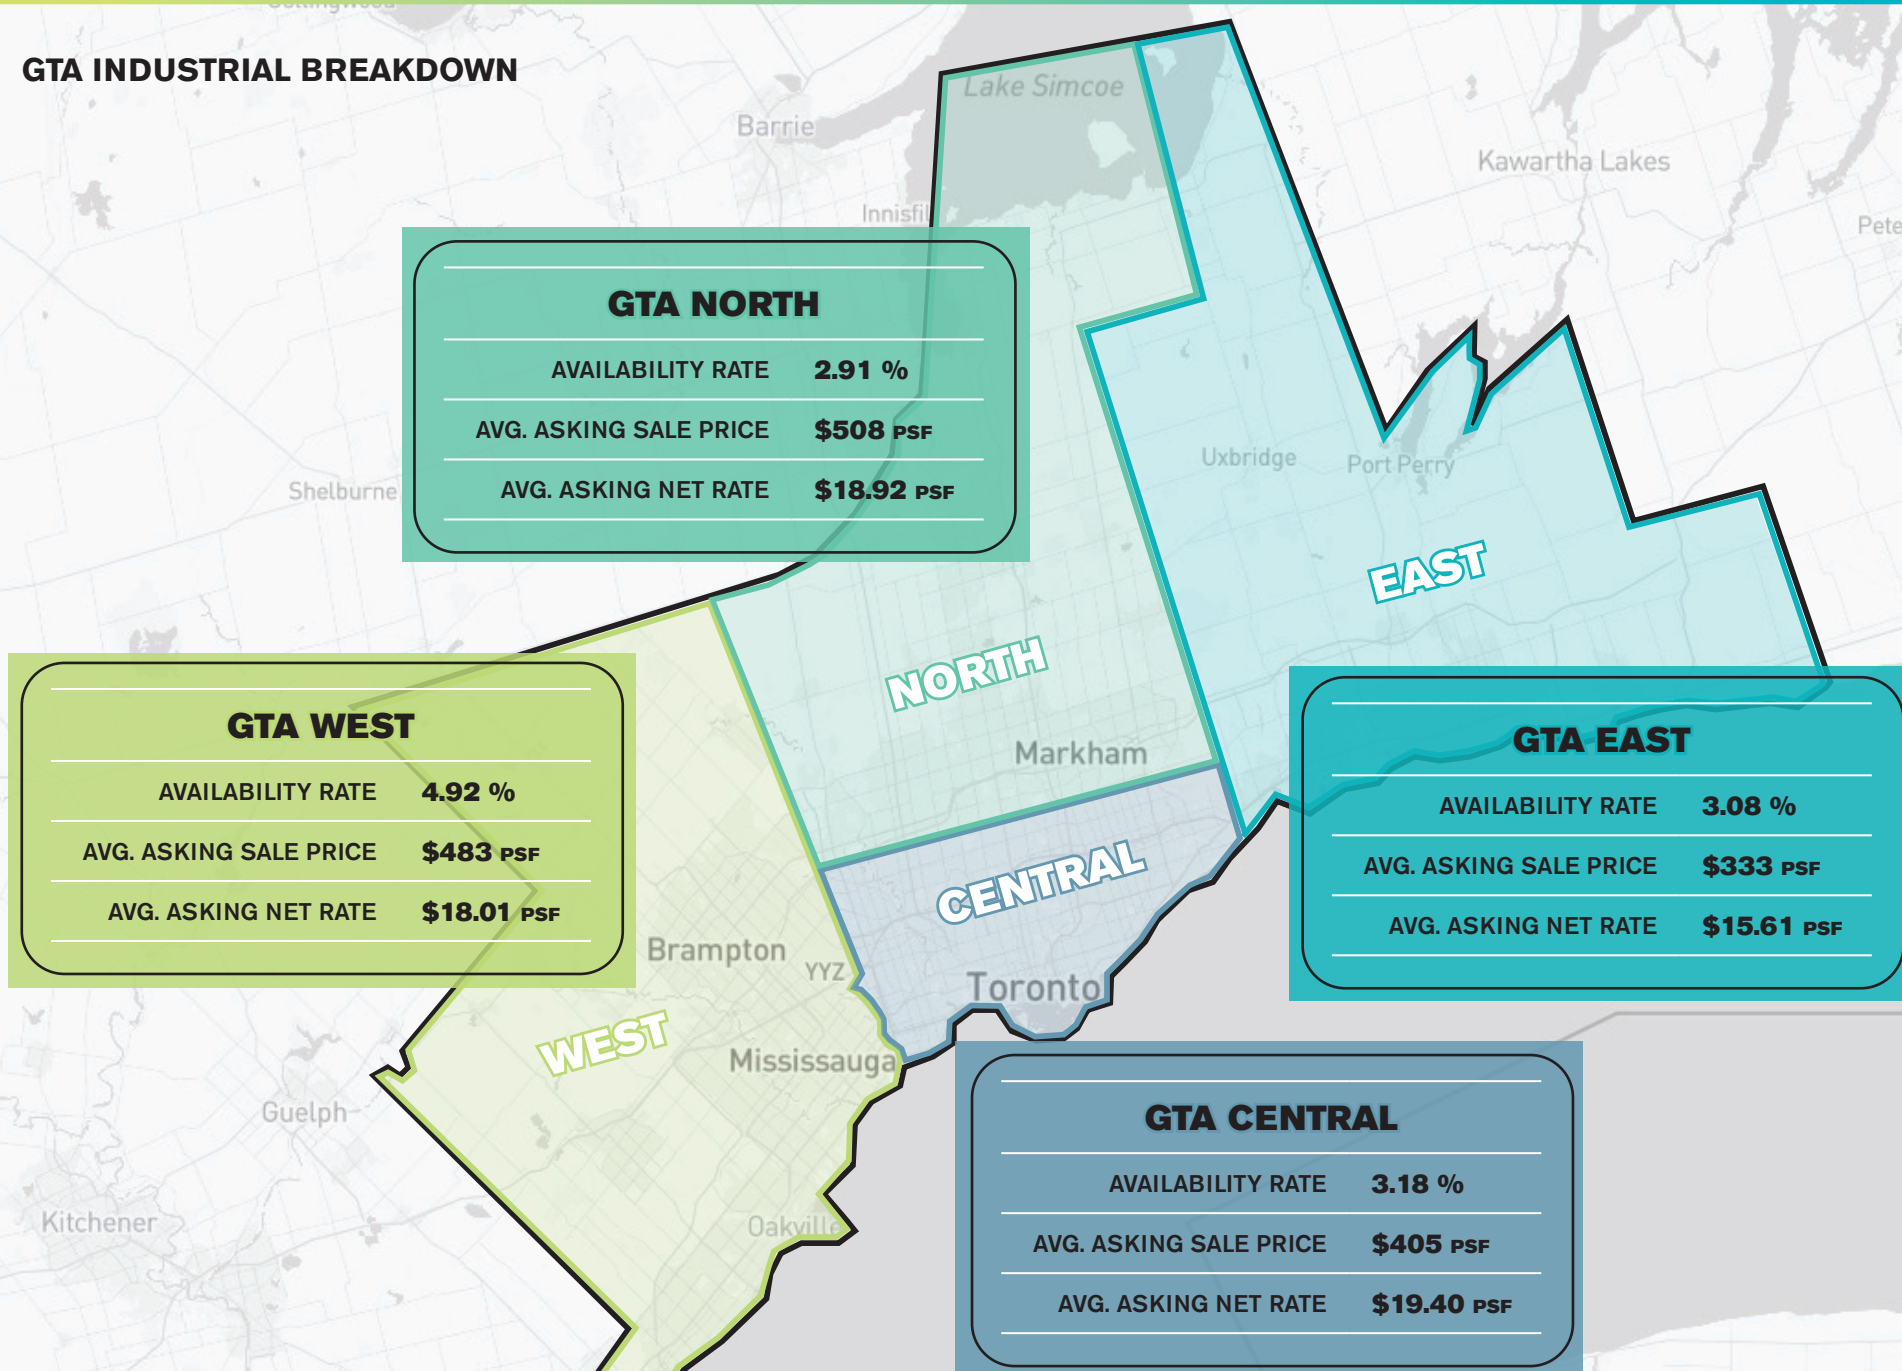 GTA INDUSTRIAL BREAKDOWN
Lake Simcoe
Barrie
Kawartha Lakes
Innisfil
Pete
GTA NORTH
AVAILABILITY RATE 2.91 %
AVG. ASKING SALE PRICE $508 PSF
AVG. ASKING NET RATE $18.92 PSF
Shelburne
Uxbridge
Port Perry
EAST
NORTH
Markham
GTA WEST
AVAILABILITY RATE 4.92 %
AVG. ASKING SALE PRICE $483 PSF
AVG. ASKING NET RATE $18.01 PSF
GTA EAST
AVAILABILITY RATE 3.08 %
AVG. ASKING SALE PRICE $333 PSF
AVG. ASKING NET RATE $15.61 PSF
CENTRAL
Brampton
YYZ
Toronto
WEST
Mississauga
Guelph
Kitchener
Oakville
GTA CENTRAL
AVAILABILITY RATE 3.18 %
AVG. ASKING SALE PRICE $405 PSF
AVG. ASKING NET RATE $19.40 PSF